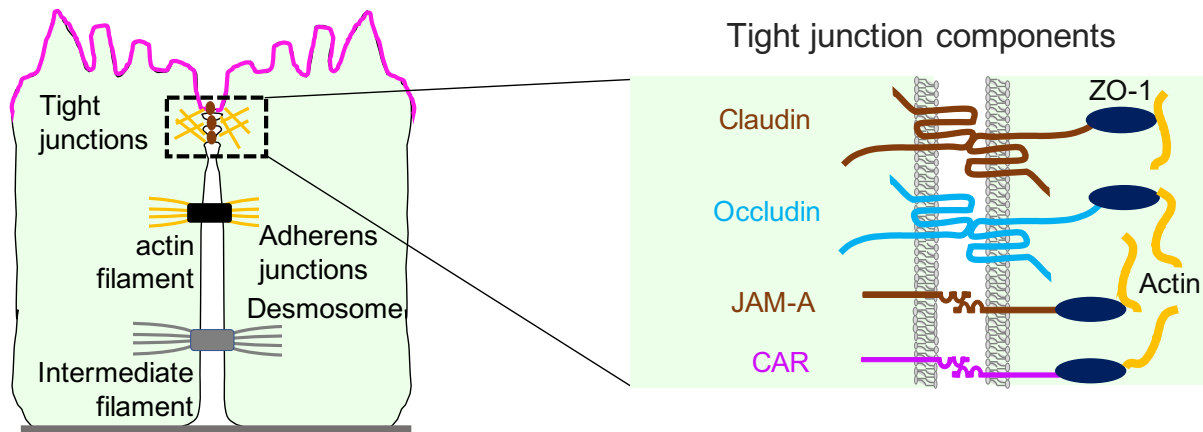 Tight junction components
Tight
junctions
actin
filament
Adherens
junctions
Desmosome
Intermediate
filament
ZO-1
Claudin
Occludin
JAM-A
Actin
CAR